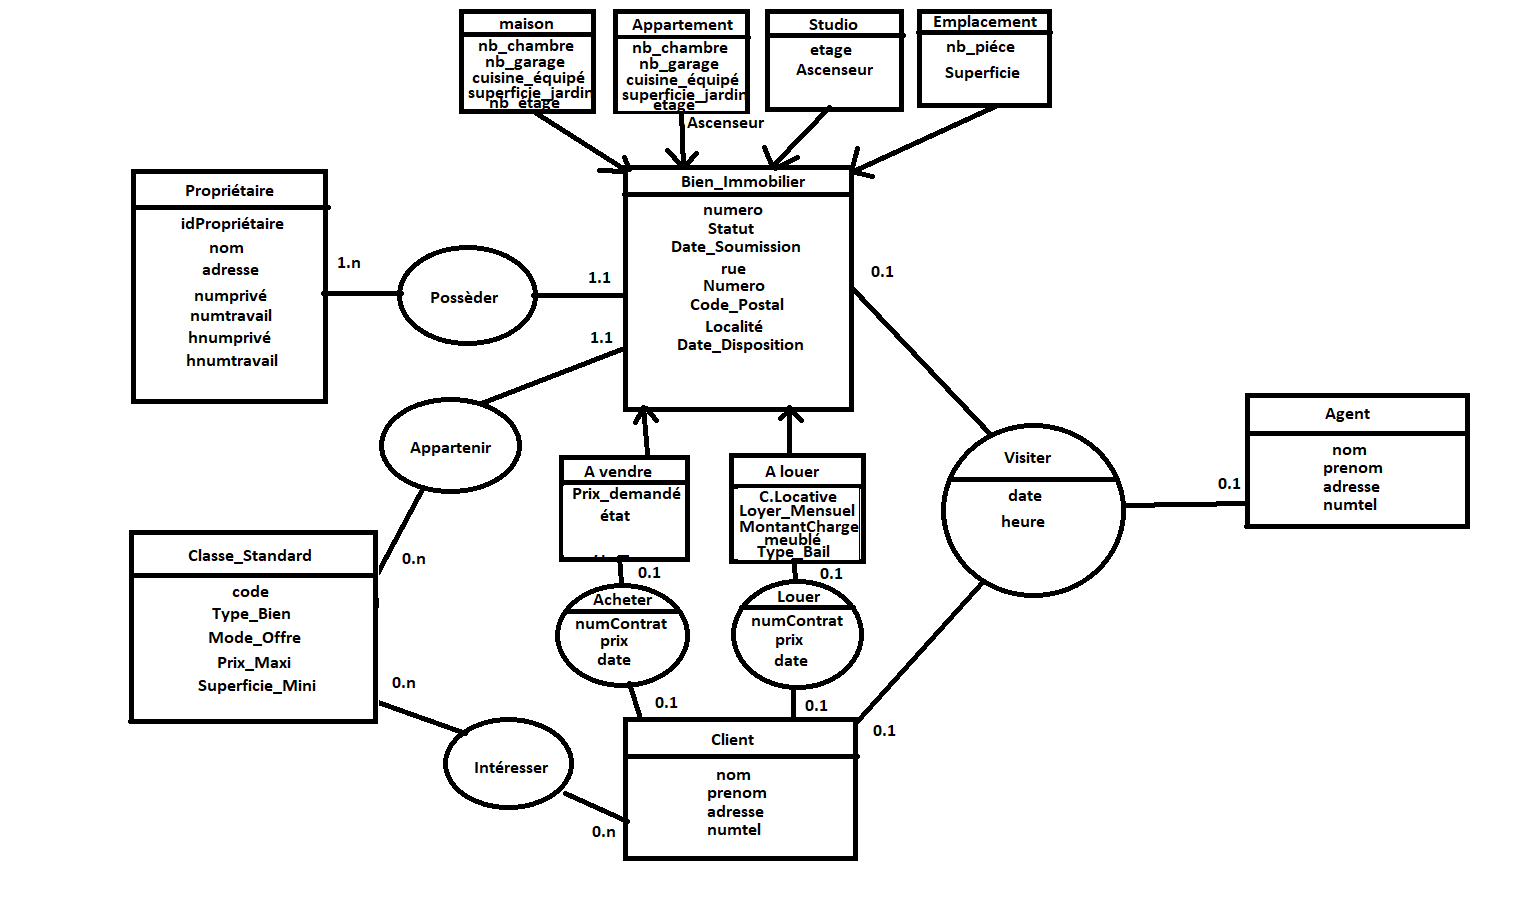 maison
nb_chambre
nb_garage
cuisine_équipé
superficie_jardin
nb_etage
Appartement
nb_chambre
nb_garage
cuisine_équipé
superficie_jardin
etage
Ascenseur
Studio
etage
Ascenseur
Emplacement
nb_piéce
Superficie
Propriétaire
idPropriétaire
nom
adresse
numprivé
numtravail
hnumprivé
hnumtravail
1.n
Possèder
1.1
Bien_Immobilier
numero
Statut
Date_Soumission
rue
Numero
Code_Postal
Localité
Date_Disposition
0.1
1.1
Appartenir
0.n
A vendre
Prix_demandé
état
A louer
C.Locative
Loyer_Mensuel
MontantCharge
meublé
Type_Bail
Visiter
date
heure
0.1
Agent
nom
prenom
adresse
numtel
Classe_Standard
code
Type_Bien
Mode_Offre
Prix_Maxi
Superficie_Mini
0.1
Acheter
numContrat
prix
date
0.1
0.1
Louer
numContrat
prix
date
0.1
0.n
Intéresser
0.n
Client
nom
prenom
adresse
numtel
0.1